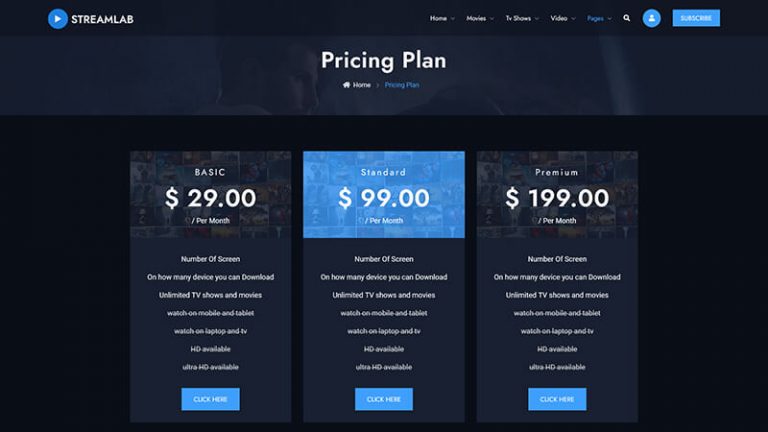 STREAMLAB
Home Movies Tv Shows Video Pages SUBSCRIBE
Pricing Plan
Home Pricing Plan
BASIC
$ 29.00
/ Per Month
Number Of Screen
On how many device you can Download
Unlimited TV shows and movies
watch on mobile and tablet
watch on laptop and tv
HD available
ultra HD available
CLICK HERE
Standard
$ 99.00
/ Per Month
Number Of Screen
On how many device you can Download
Unlimited TV shows and movies
watch on mobile and tablet
watch on laptop and tv
HD available
ultra HD available
CLICK HERE
Premium
$ 199.00
/ Per Month
Number Of Screen
On how many device you can Download
Unlimited TV shows and movies
watch on mobile and tablet
watch on laptop and tv
HD available
ultra HD available
CLICK HERE